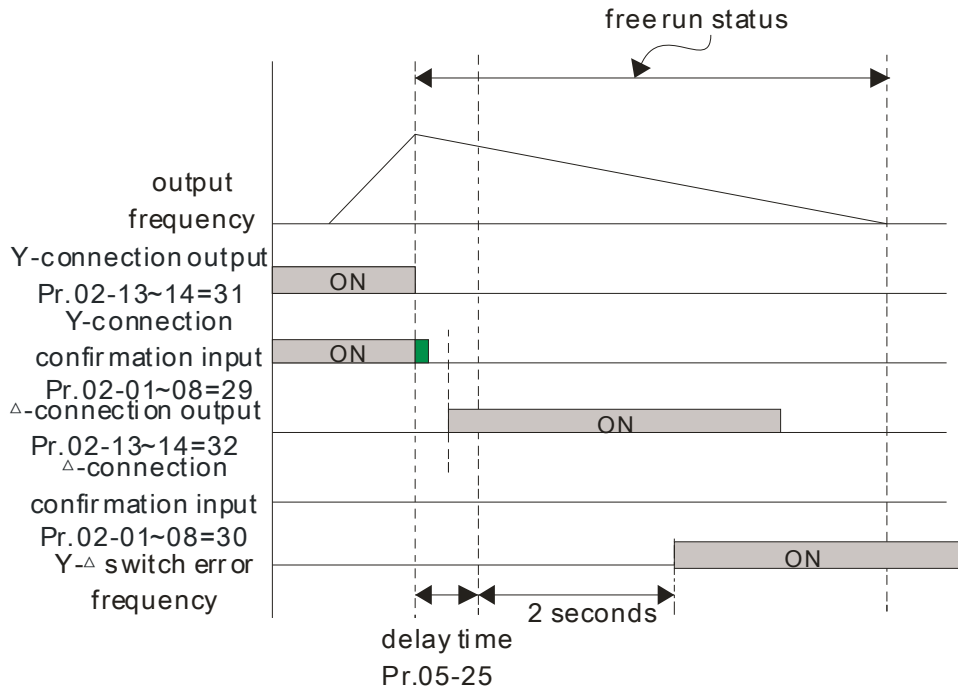 free run status
output
frequency
Y-connection output
ON
Pr.02-13~14=31
Y-connection
confirmation input
ON
Pr.02-01~08=29
△-connection output
ON
Pr.02-13~14=32
△-connection
confirmation input
Pr.02-01~08=30
Y-△ switch error
ON
frequency
2 seconds
delay time
Pr.05-25